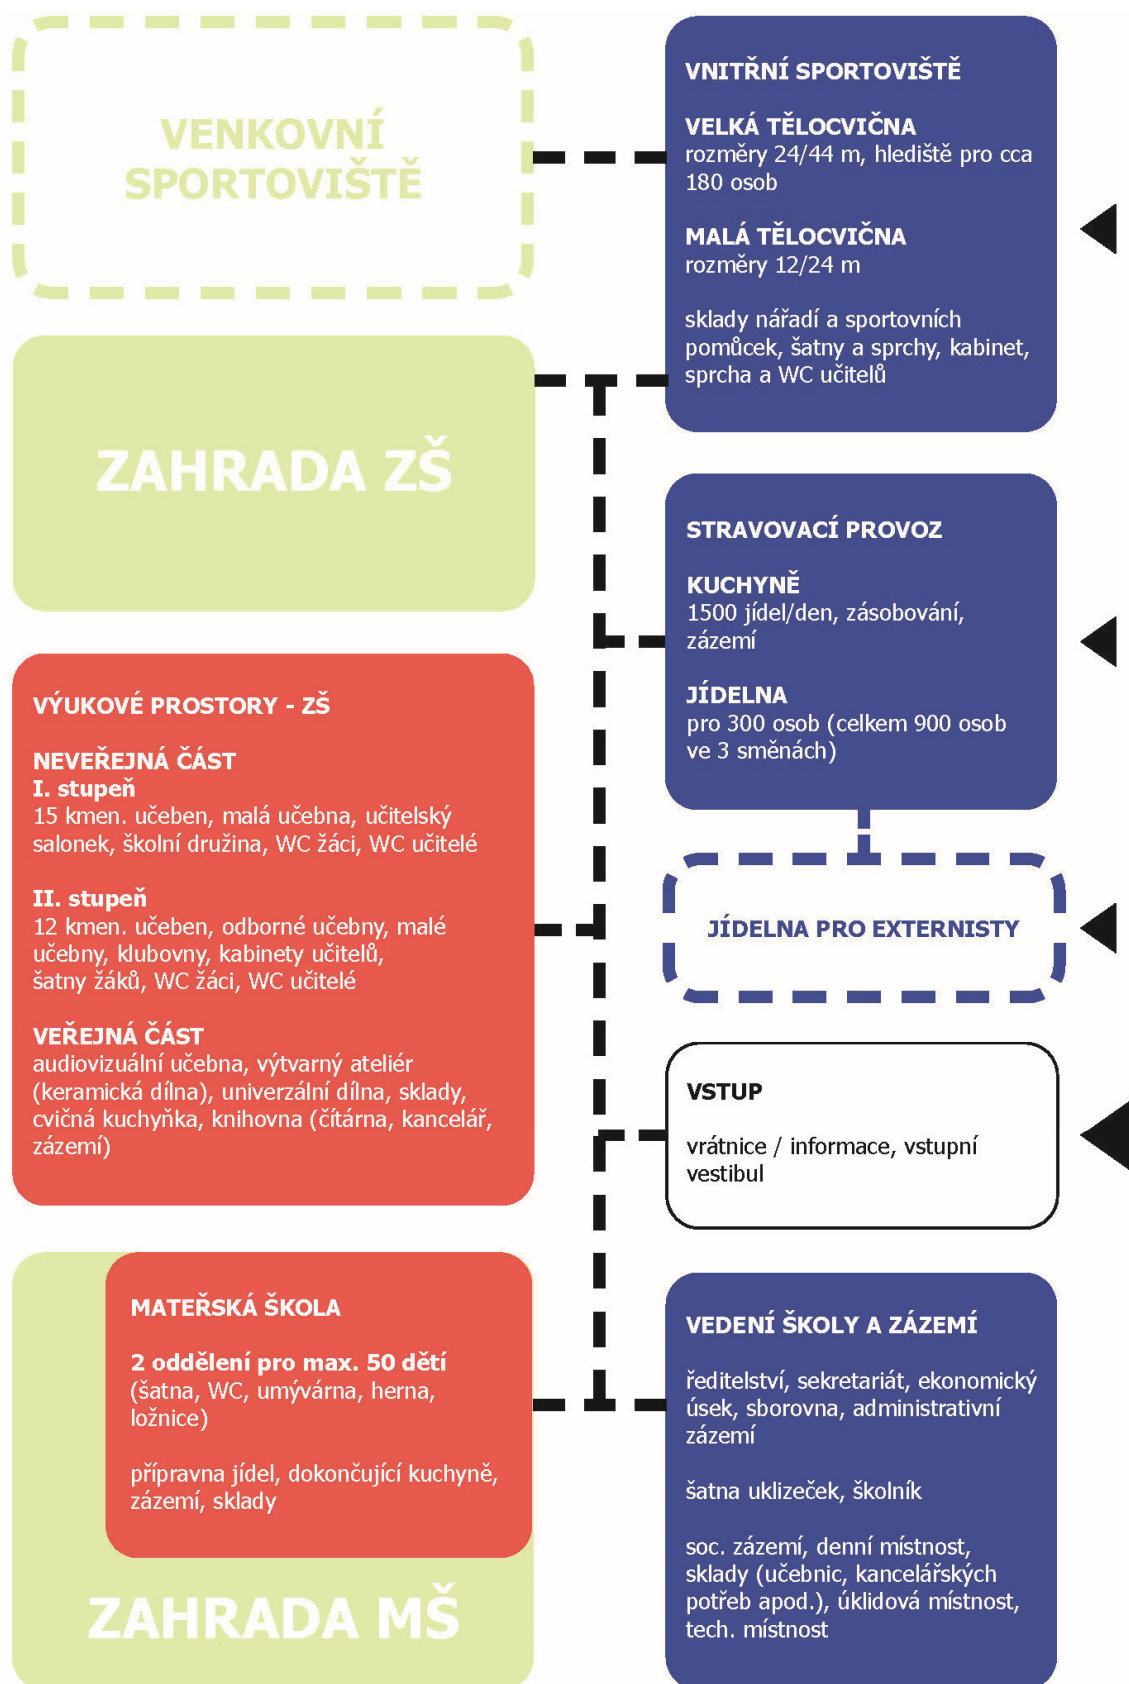 VENKOVNÍ
SPORTOVIŠTĚ
ZAHRADA ZŠ
VÝUKOVÉ PROSTORY - ZŠ
NEVEŘEJNÁ ČÁST
I. stupeň
15 kmen. učeben, malá učebna, učitelský
salonek, školní družina, WC žáci, WC učitelé
II. stupeň
12 kmen. učeben, odborné učebny, malé
učebny, klubovny, kabinety učitelů,
šatny žáků, WC žáci, WC učitelé
VEŘEJNÁ ČÁST
audiovizuální učebna, výtvarný ateliér
(keramická dílna), univerzální dílna, sklady,
cvičná kuchyňka, knihovna (čítárna, kancelář,
zázemí)
MATEŘSKÁ ŠKOLA
2 oddělení pro max. 50 dětí
(šatna, WC, umývárna, herna,
ložnice)
přípravna jídel, dokončující kuchyně,
zázemí, sklady
ZAHRADA MŠ
VNITŘNÍ SPORTOVIŠTĚ
VELKÁ TĚLOCVIČNA
rozměry 24/44 m, hlediště pro cca
180 osob
MALÁ TĚLOCVIČNA
rozměry 12/24 m
sklady nářadí a sportovních
pomůcek, šatny a sprchy, kabinet,
sprcha a WC učitelů
STRAVOVACÍ PROVOZ
KUCHYNĚ
1500 jídel/den, zásobování,
zázemí
JÍDELNA
pro 300 osob (celkem 900 osob
ve 3 směnách)
JÍDELNA PRO EXTERNISTY
VSTUP
vrátnice / informace, vstupní
vestibul
VEDENÍ ŠKOLY A ZÁZEMÍ
ředitelství, sekretariát, ekonomický
úsek, sborovna, administrativní
zázemí
šatna uklizeček, školník
soc. zázemí, denní místnost,
sklady (učebnic, kancelářských
potřeb apod.), úklidová místnost,
tech. místnost